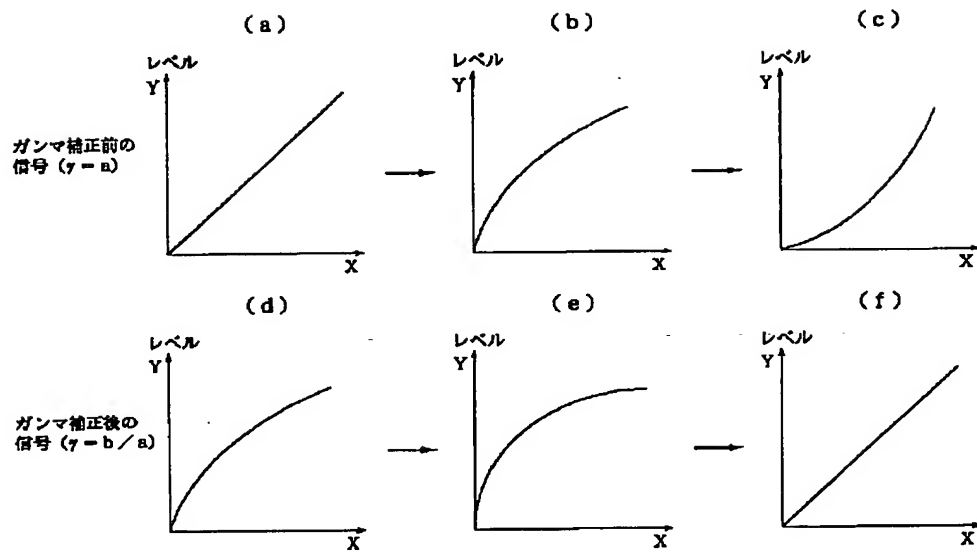 (a)
(b)
(c)
レベル
Y
レベル
Y
レベル
Y
ガンマ補正前の
信号(γ=a)
X
X
X
(d)
(e)
(f)
レベル
Y
レベル
Y
レベル
Y
ガンマ補正後の
信号(γ=b/a)
X
X
X